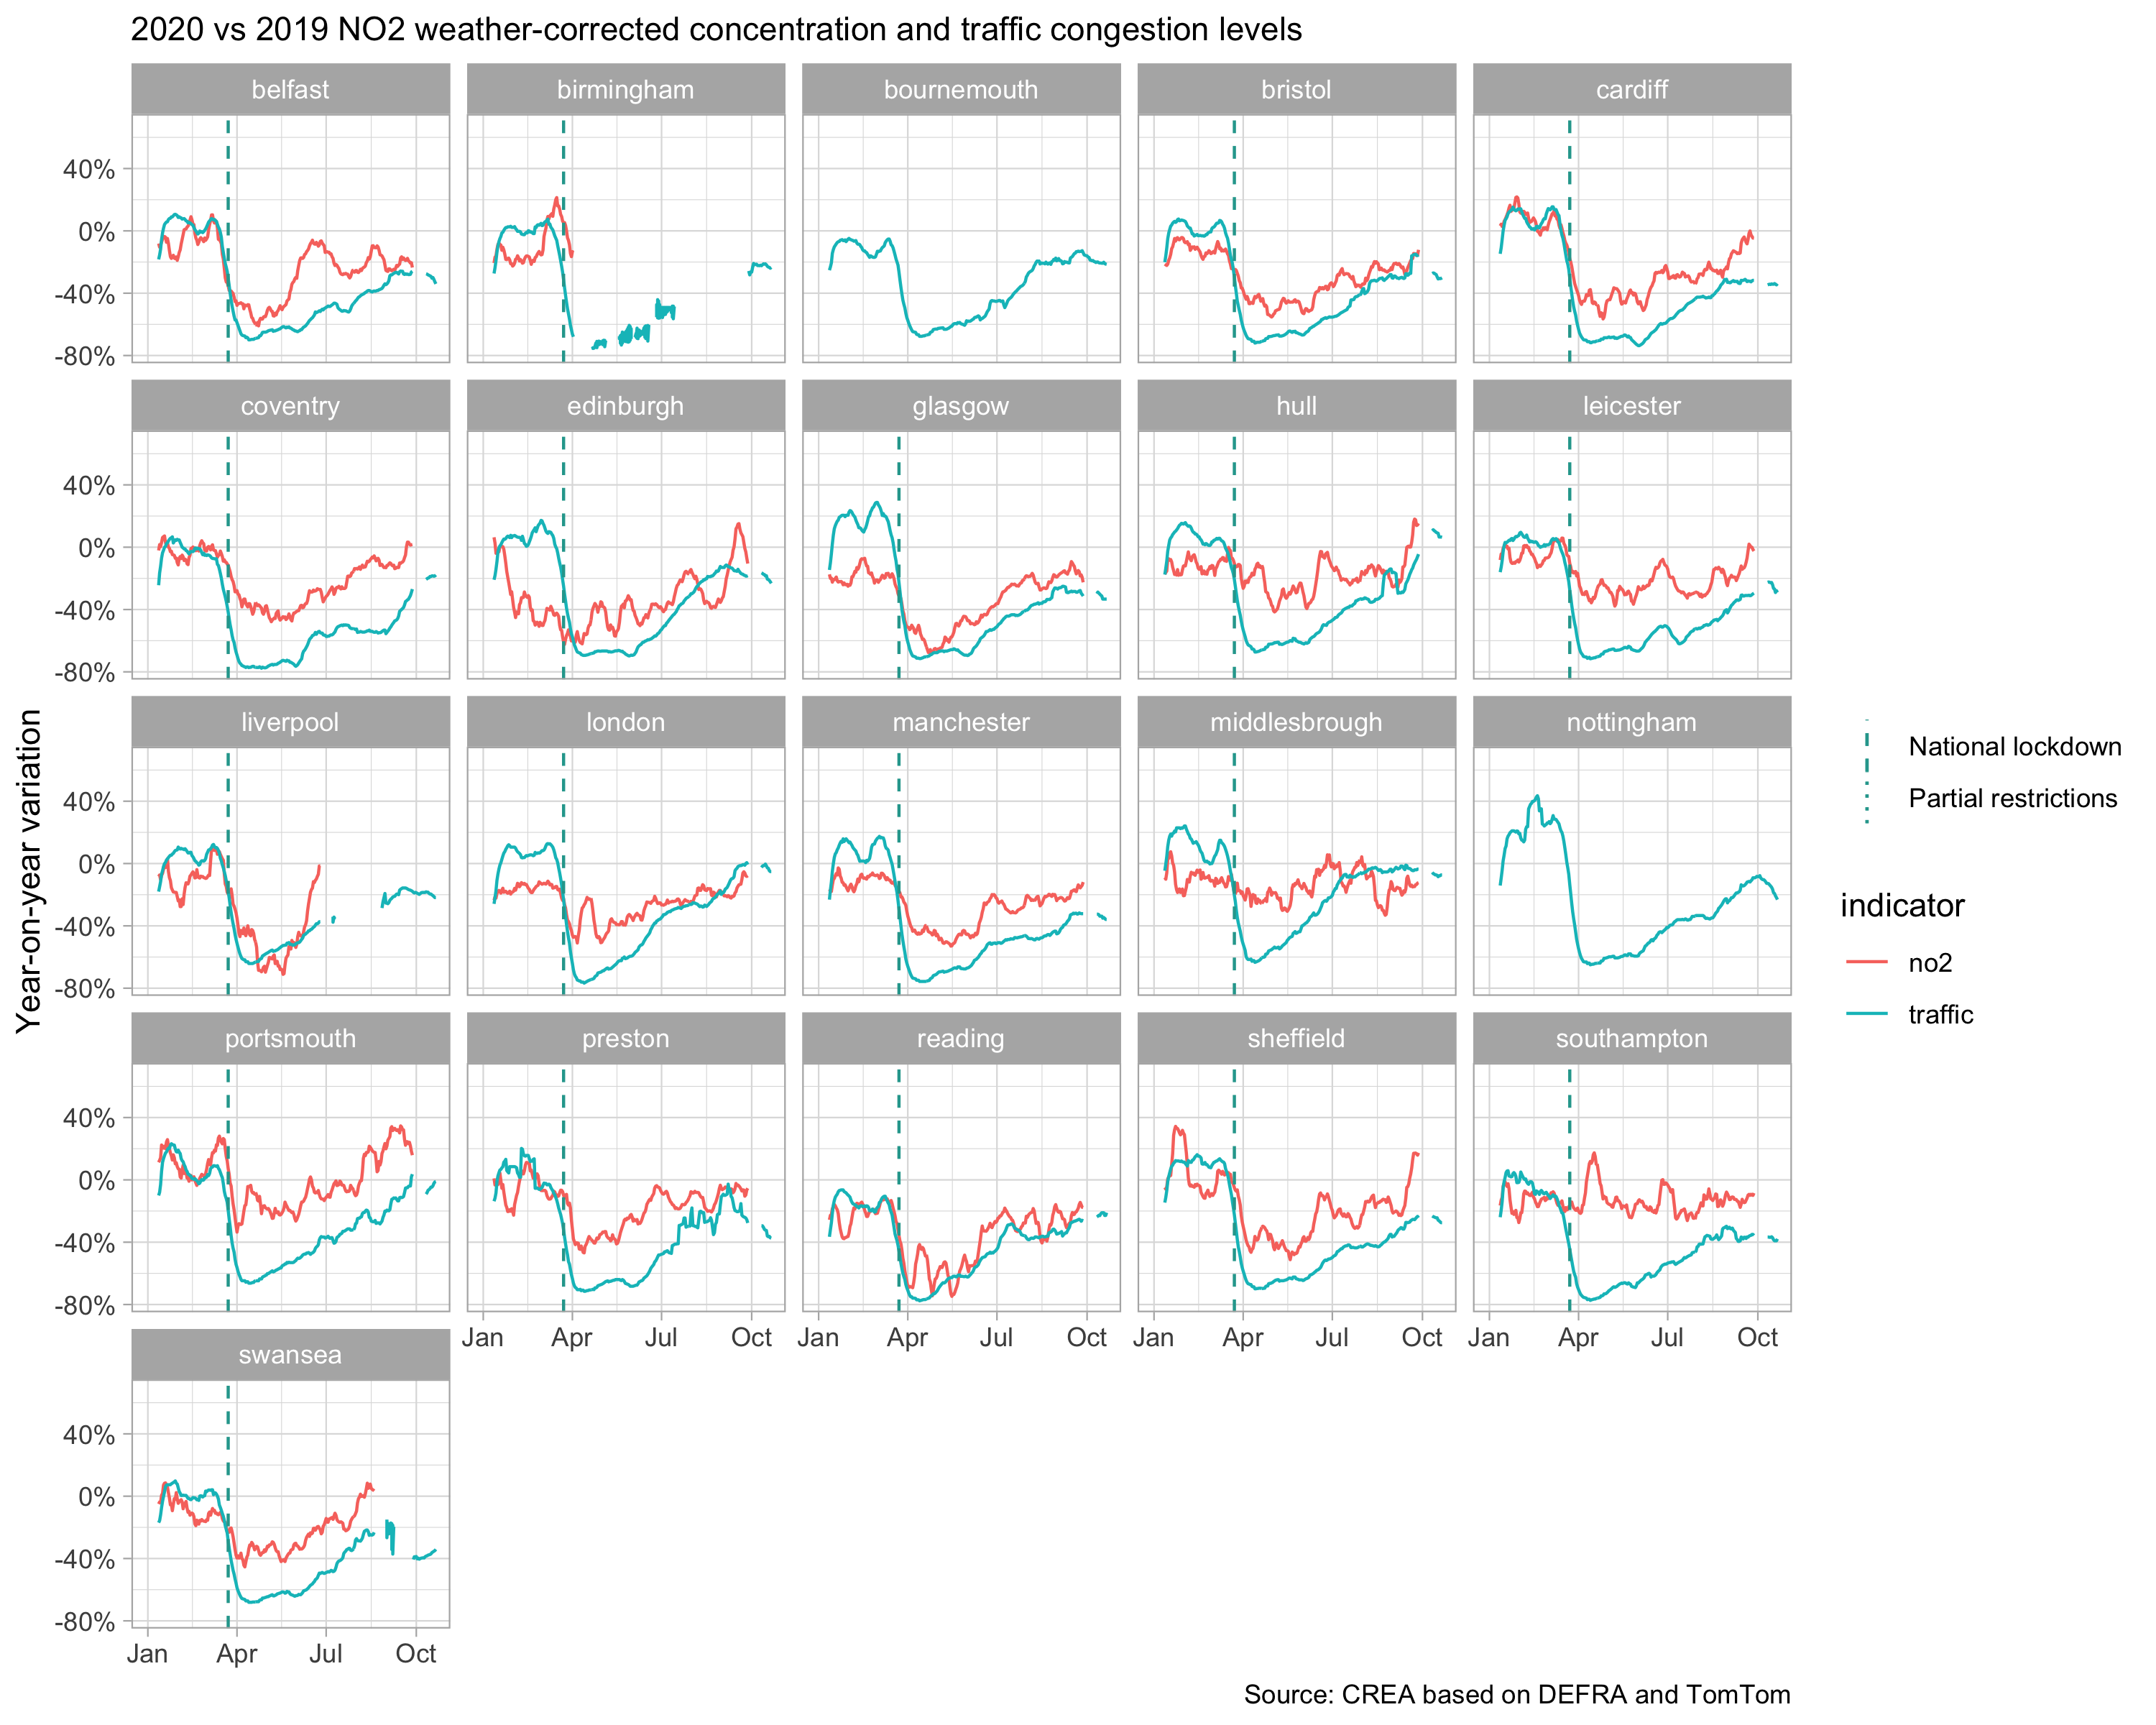 2020 vs 2019 NO2 weather-corrected concentration and traffic congestion levels
belfast birmingham bournemouth bristol cardiff
40%
0%
-40%
-80%
coventry edinburgh glasgow hull leicester
40%
0%
-40%
-80%
liverpool london manchester middlesbrough nottingham
40%
0%
-40%
-80%
portsmouth preston reading sheffield southampton
40%
0%
-40%
-80%
Jan Apr Jul Oct Jan Apr Jul Oct Jan Apr Jul Oct Jan Apr Jul Oct
swansea
40%
0%
-40%
-80%
Jan Apr Jul Oct
Year-on-year variation
National lockdown
Partial restrictions
indicator
no2
traffic
Source: CREA based on DEFRA and TomTom